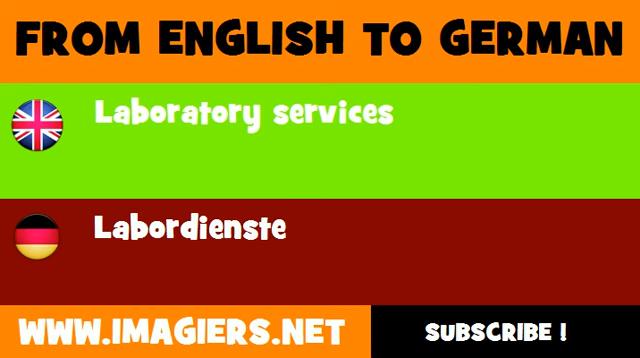 FROM ENGLISH TO GERMAN
Laboratory services
Labordienste
WWW.IMAGIERS.NET
SUBSCRIBE !